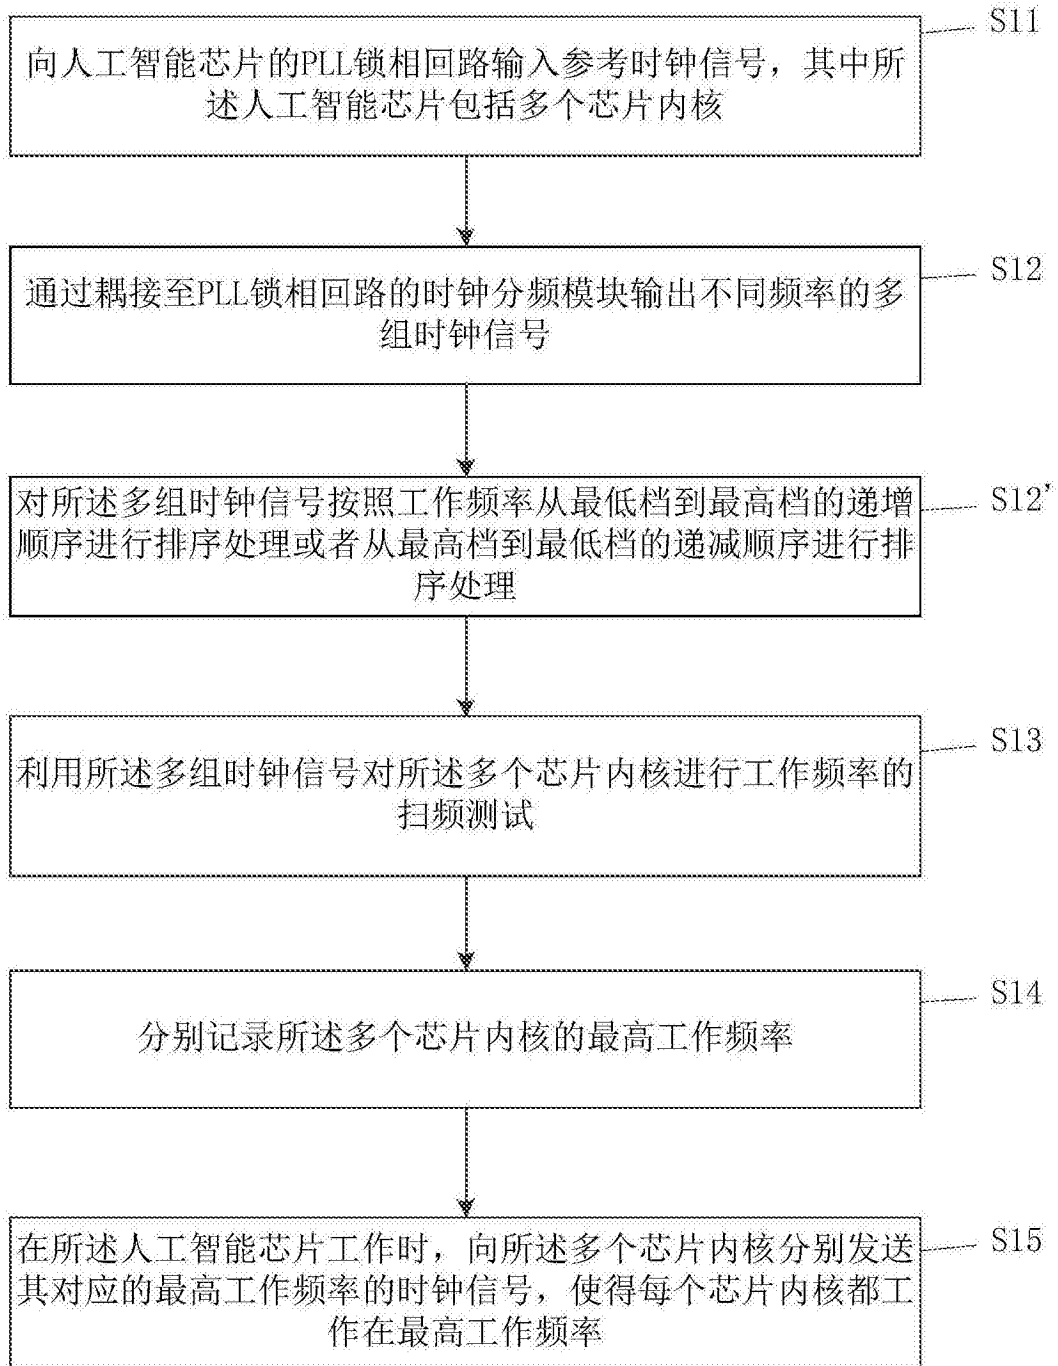 S11
向人工智能芯片的PLL锁相回路输入参考时钟信号，其中所
述人工智能芯片包括多个芯片内核
S12
通过耦接至PLL锁相回路的时钟分频模块输出不同频率的多
组时钟信号
S12'
对所述多组时钟信号按照工作频率从最低档到最高档的递增
顺序进行排序处理或者从最高档到最低档的递减顺序进行排
序处理
S13
利用所述多组时钟信号对所述多个芯片内核进行工作频率的
扫频测试
S14
分别记录所述多个芯片内核的最高工作频率
S15
在所述人工智能芯片工作时，向所述多个芯片内核分别发送
其对应的最高工作频率的时钟信号，使得每个芯片内核都工
作在最高工作频率